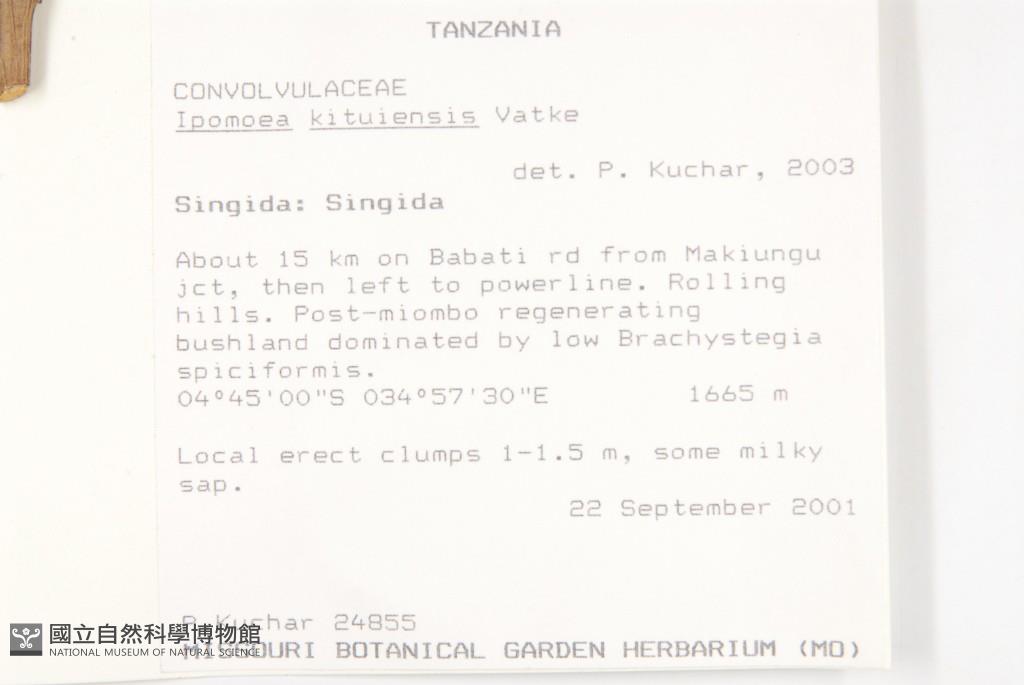 TANZANIA
CONVOLVULACEAE
Ipomoea kituiensis Vatke
det. P. Kuchar, 2003
Singida: Singida
About 15 km on Babati rd from Makiungu
jct, then left to powerline. Rolling
hills. Post-miombo regenerating
bushland dominated by low Brachystegia
spiciformis.
04°45'00"S 034°57'30"E 1665 m
Local erect clumps 1-1.5 m, some milky
sap.
22 September 2001
P Kuchar 24855
MISSOURI BOTANICAL GARDEN HERBARIUM (MO)
國立自然科學博物館
NATIONAL MUSEUM OF NATURAL SCIENCE